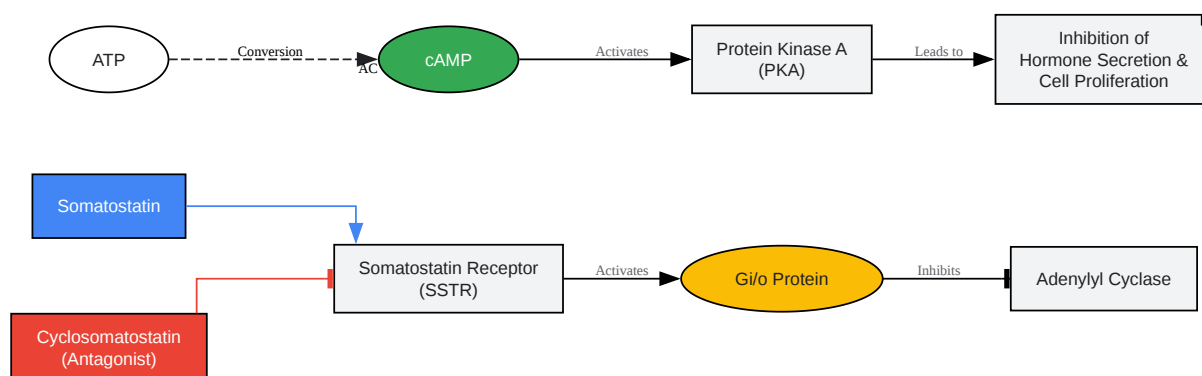 ATP
Conversion
AC
cAMP
Activates
Protein Kinase A
(PKA)
Leads to
Inhibition of
Hormone Secretion &
Cell Proliferation
Somatostatin
Somatostatin Receptor
(SSTR)
Activates
Gi/o Protein
Inhibits
Adenylyl Cyclase
Cyclosomatostatin
(Antagonist)